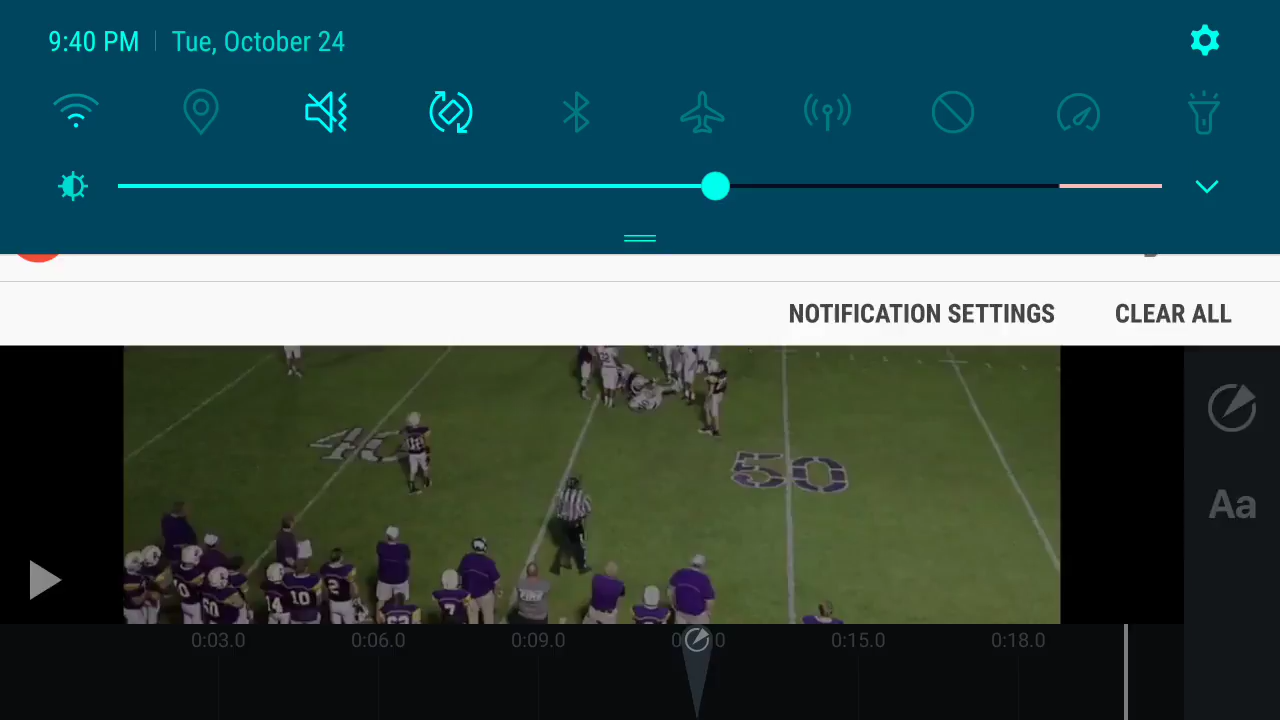 9:40 PM Tue, October 24
NOTIFICATION SETTINGS CLEAR ALL
40
50
Aa
2
10
14
7
0:03.0 0:06.0 0:09.0 0:15.0 0:18.0